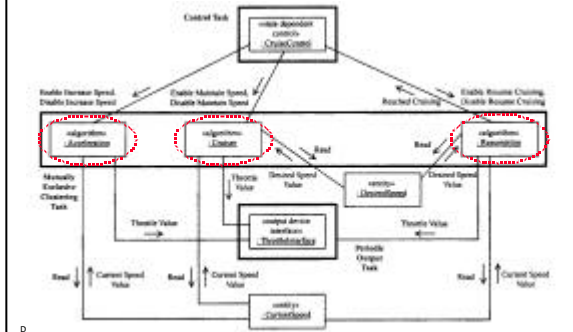 Control Task
«state dependent
control»
: CruiseControl
Enable Increase Speed,
Disable Increase Speed
Enable Maintain Speed,
Disable Maintain Speed
Reached Cruising
Enable Resume Cruising,
Disable Resume Cruising
«algorithm»
: Acceleration
«algorithm»
: Cruiser
«algorithm»
: Resumption
Read
Read
Mutually
Exclusive
Clustering
Task
Throttle
Value
Desired Speed
Value
Desired Speed
Value
«entity»
: DesiredSpeed
Throttle Value
«output device
interface»
: ThrottleInterface
Throttle Value
Periodic
Output
Task
Read
Current Speed
Value
Read
Current Speed
Value
Read
Current Speed
Value
«entity»
: CurrentSpeed
D